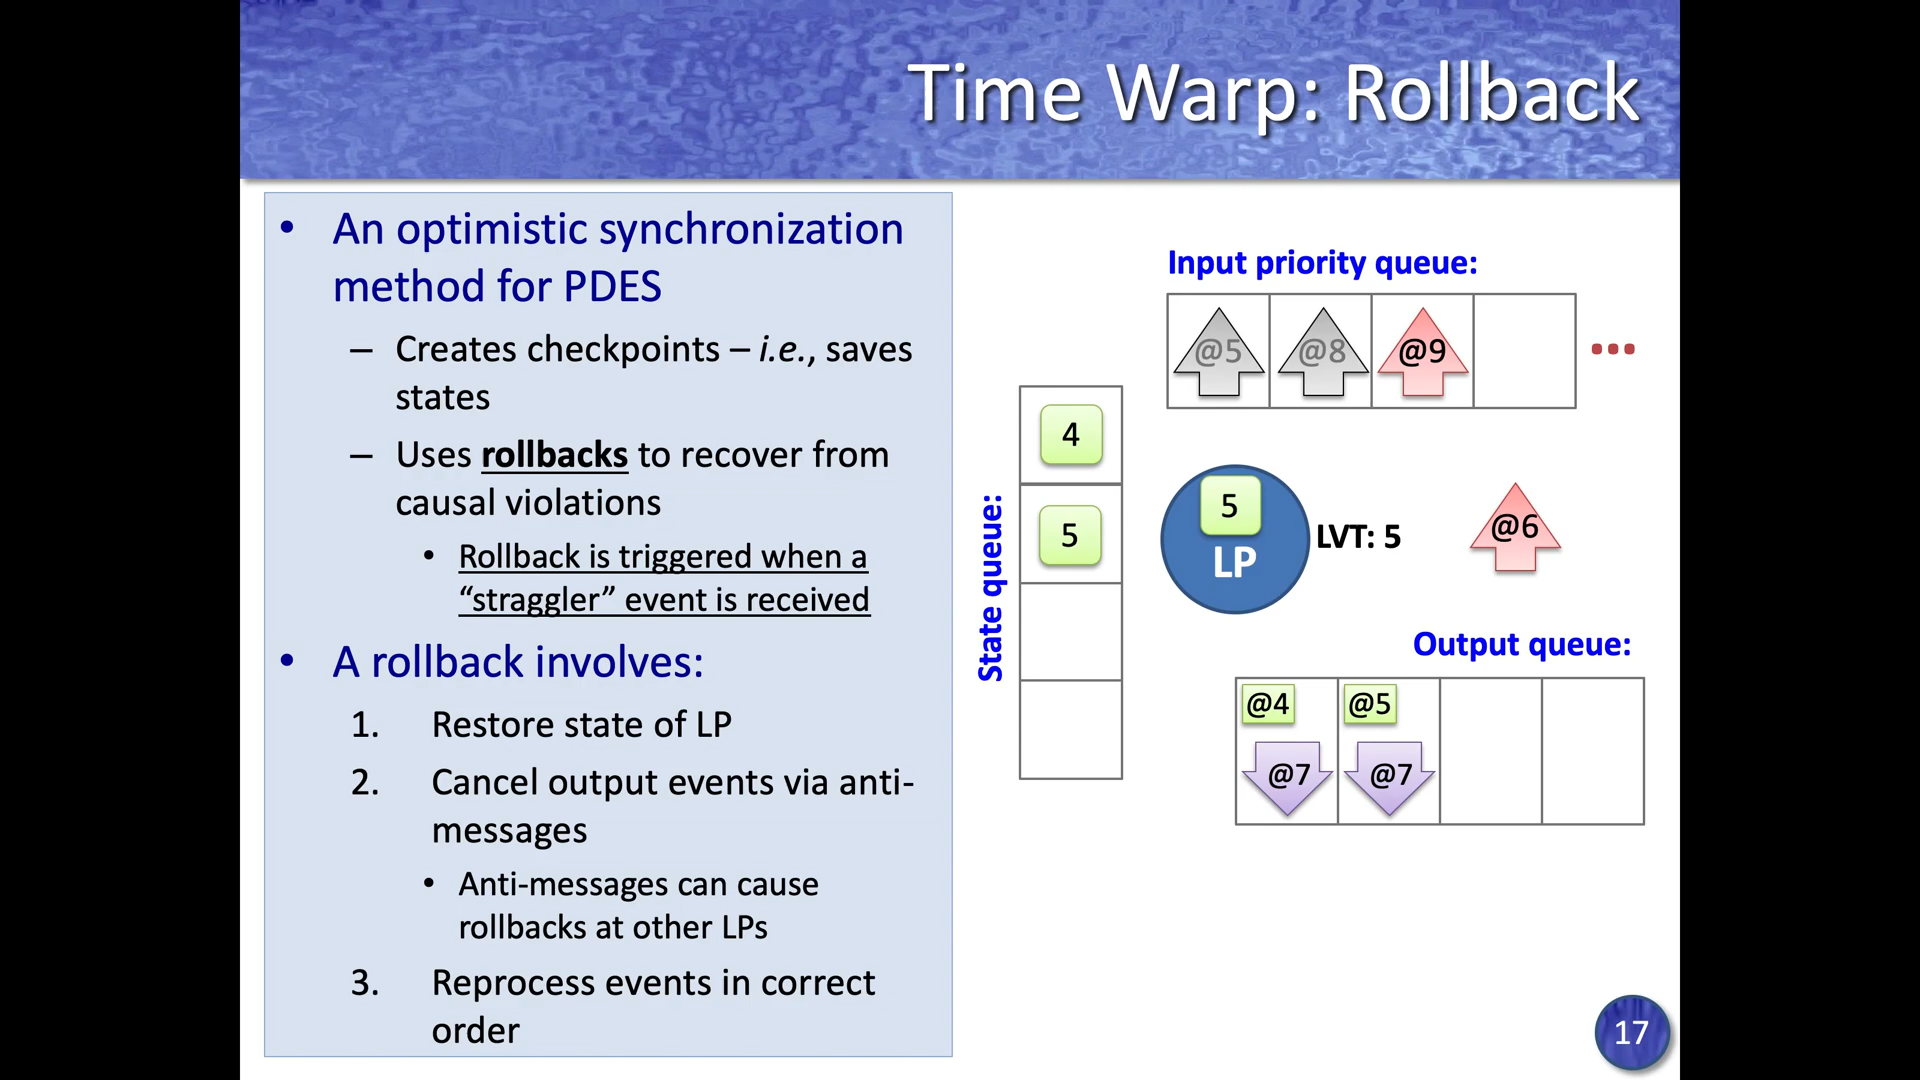 Time Warp: Rollback
• An optimistic synchronization
method for PDES
– Creates checkpoints – i.e., saves
states
– Uses rollbacks to recover from
causal violations
• Rollback is triggered when a
“straggler” event is received
• A rollback involves:
1. Restore state of LP
2. Cancel output events via anti-
messages
• Anti-messages can cause
rollbacks at other LPs
3. Reprocess events in correct
order
Input priority queue:
@5 @8 @9 ...
State queue:
4
5
5
LP
LVT: 5
@6
Output queue:
@4 @5
@7 @7
17